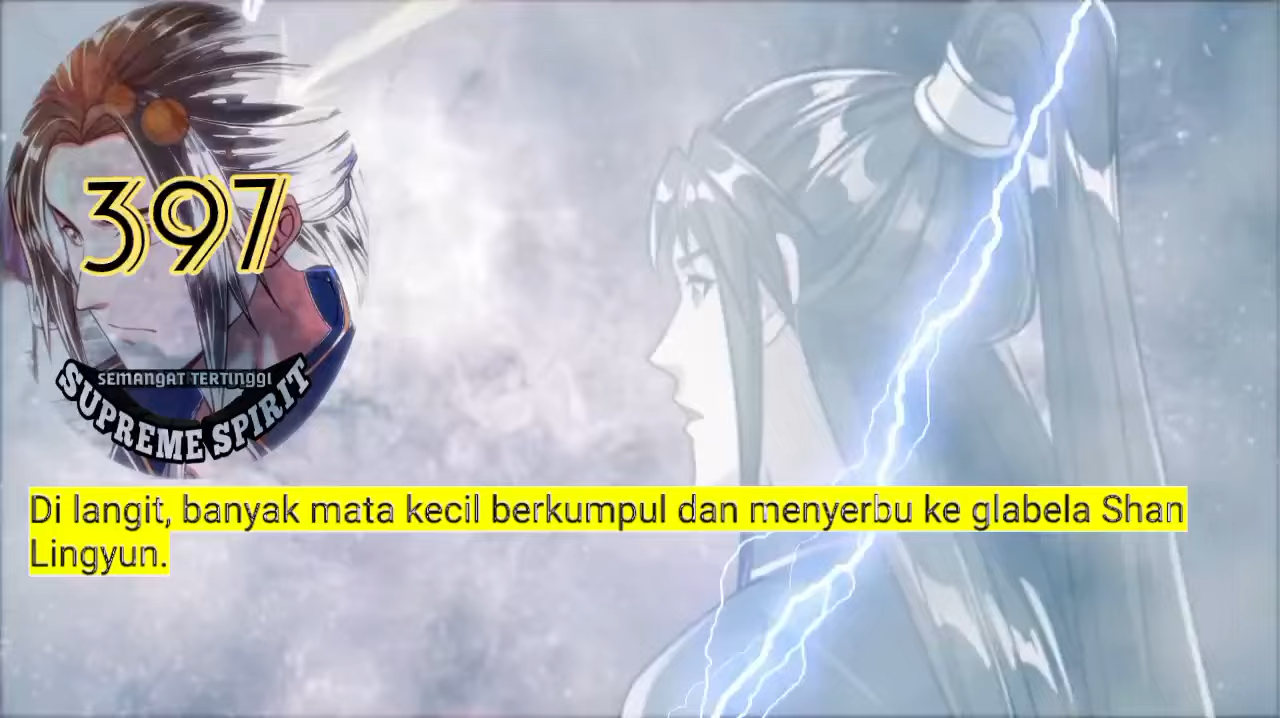 397
SEMANGAT TERTINGGI
SUPREME SPIRIT
Di langit, banyak mata kecil berkumpul dan menyerbu ke glabela Shan
Lingyun.